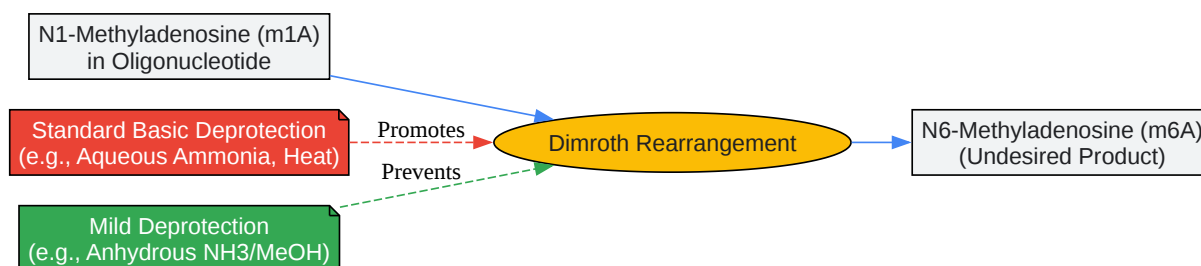 N1-Methyladenosine (m1A)
in Oligonucleotide
Standard Basic Deprotection
(e.g., Aqueous Ammonia, Heat)
Promotes
Prevents
Dimroth Rearrangement
N6-Methyladenosine (m6A)
(Undesired Product)
Mild Deprotection
(e.g., Anhydrous NH3/MeOH)